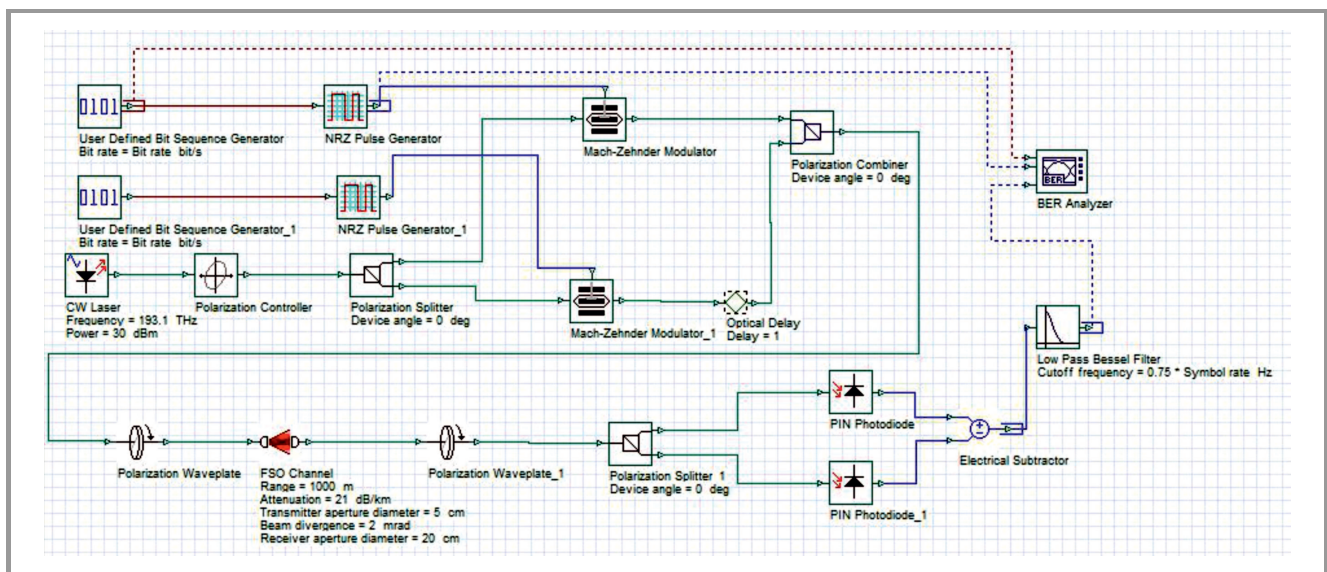 0101
User Defined Bit Sequence Generator
Bit rate = Bit rate  bit/s
NRZ Pulse Generator
Mach-Zehnder Modulator
Polarization Combiner
Device angle = 0  deg
BER
BER Analyzer
0101
User Defined Bit Sequence Generator_1
Bit rate = Bit rate  bit/s
NRZ Pulse Generator_1
CW Laser
Frequency = 193.1  THz
Power = 30  dBm
Polarization Controller
Polarization Splitter
Device angle = 0  deg
Mach-Zehnder Modulator_1
Optical Delay
Delay = 1
Low Pass Bessel Filter
Cutoff frequency = 0.75 * Symbol rate  Hz
Polarization Waveplate
FSO Channel
Range = 1000  m
Attenuation = 21  dB/km
Transmitter aperture diameter = 5  cm
Beam divergence = 2  mrad
Receiver aperture diameter = 20  cm
Polarization Waveplate_1
Polarization Splitter_1
Device angle = 0  deg
PIN Photodiode
PIN Photodiode_1
Electrical Subtractor